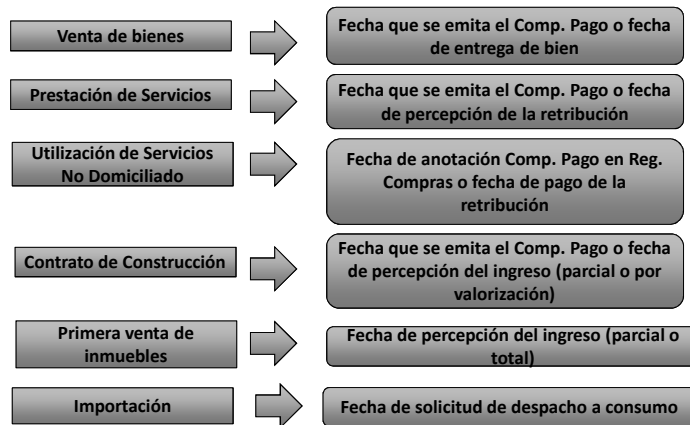 Venta de bienes
Fecha que se emita el Comp. Pago o fecha
de entrega de bien
Prestación de Servicios
Fecha que se emita el Comp. Pago o fecha
de percepción de la retribución
Utilización de Servicios
No Domiciliado
Fecha de anotación Comp. Pago en Reg.
Compras o fecha de pago de la
retribución
Contrato de Construcción
Fecha que se emita el Comp. Pago o fecha
de percepción del ingreso (parcial o por
valorización)
Primera venta de
inmuebles
Fecha de percepción del ingreso (parcial o
total)
Importación
Fecha de solicitud de despacho a consumo